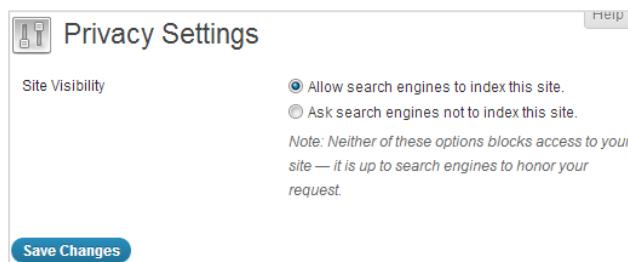 Help
Privacy Settings
Site Visibility
Allow search engines to index this site.
Ask search engines not to index this site.
Note: Neither of these options blocks access to your
site — it is up to search engines to honor your
request.
Save Changes